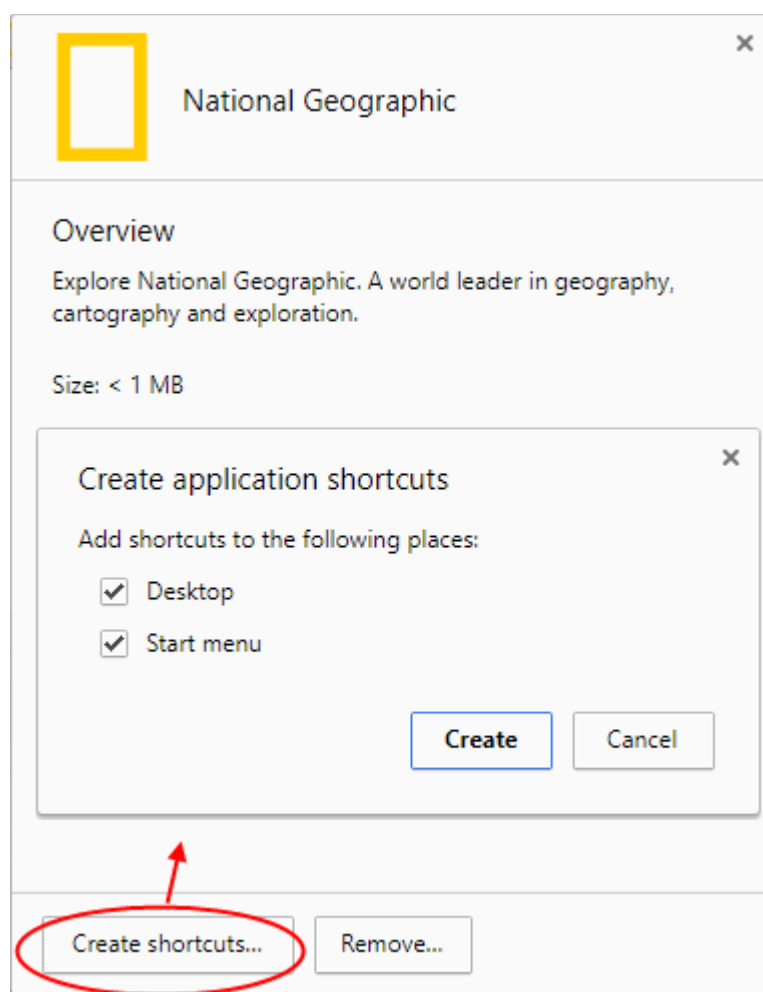 National Geographic
Overview
Explore National Geographic. A world leader in geography,
cartography and exploration.
Size: < 1 MB
Create application shortcuts
Add shortcuts to the following places:
Desktop
Start menu
Create
Cancel
Create shortcuts...
Remove...